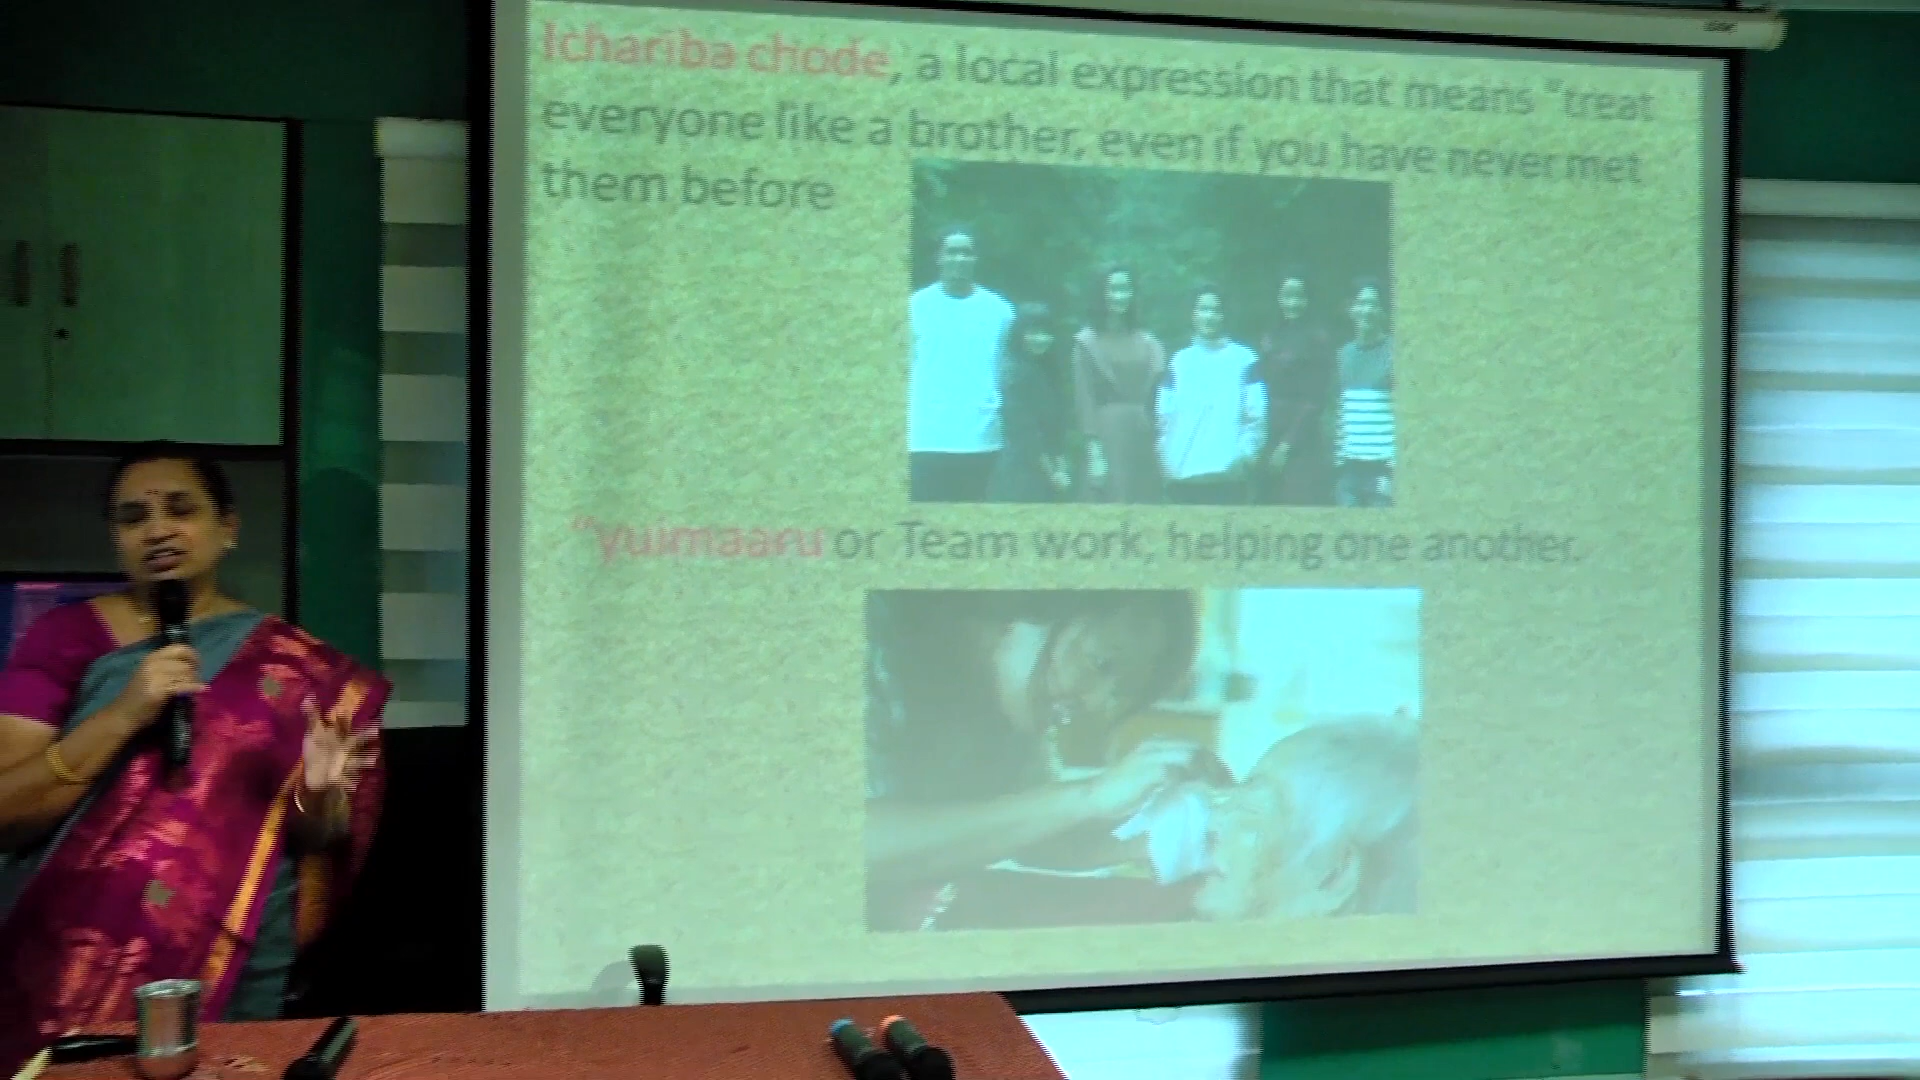 Ichariba chode, a local expression that means "treat
everyone like a brother, even if you have never met
them before
"yuimaaru or Team work, helping one another.